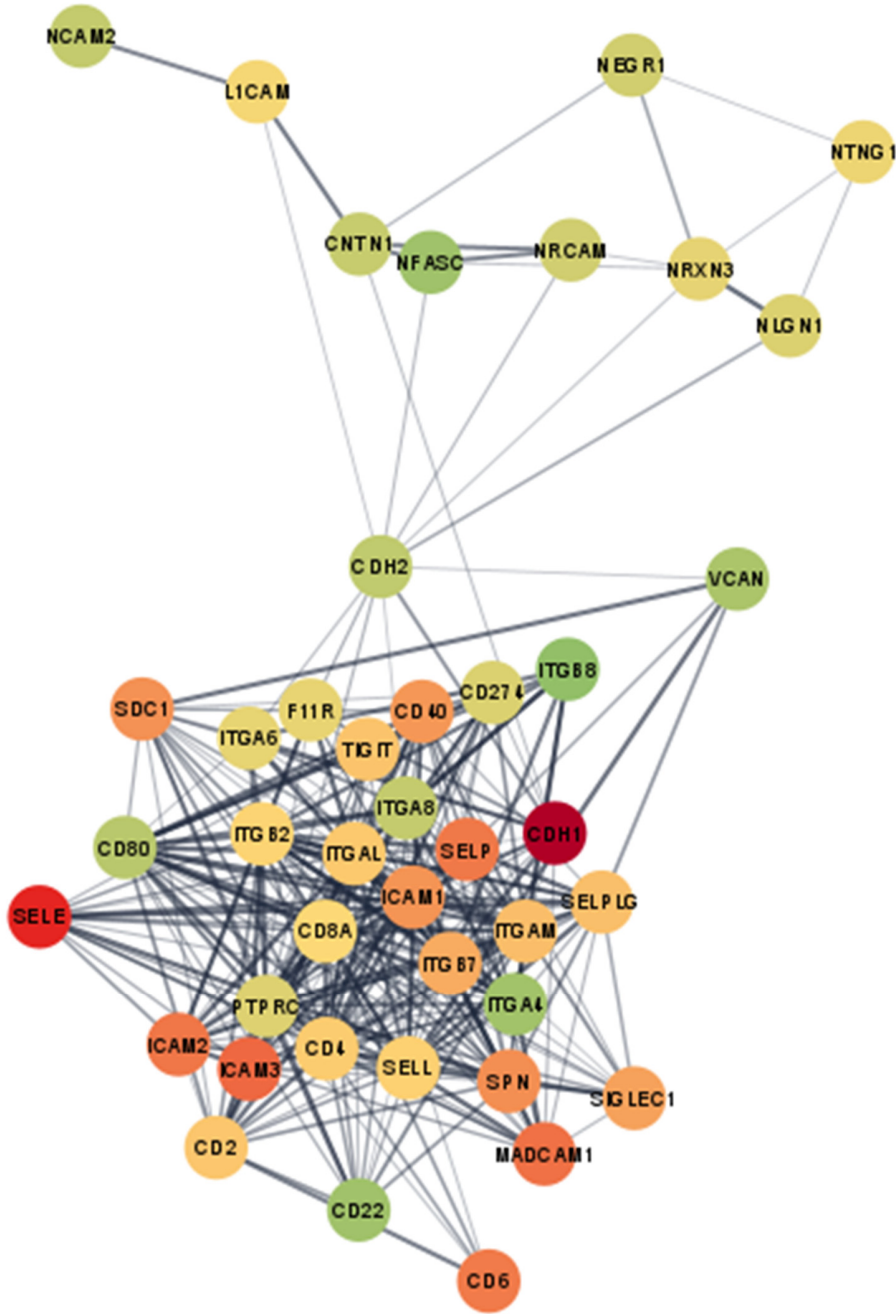 NCAM2
L1CAM
NEGR1
NTNG1
CNTN1
NFASC
NRCAM
NRXN3
NLGN1
CDH2
VCAN
ITGB8
CD274
SDC1
F11R
CD40
ITGA6
TIGIT
ITGA8
CD80
ITGB2
ITGAL
SELP
CDH1
ICAM1
SELPLG
SELE
CD8A
ITGAM
ITGB7
PTPRC
ITGA4
ICAM2
ICAM3
CD4
SELL
SPN
SIGLEC1
CD2
MADCAM1
CD22
CD6